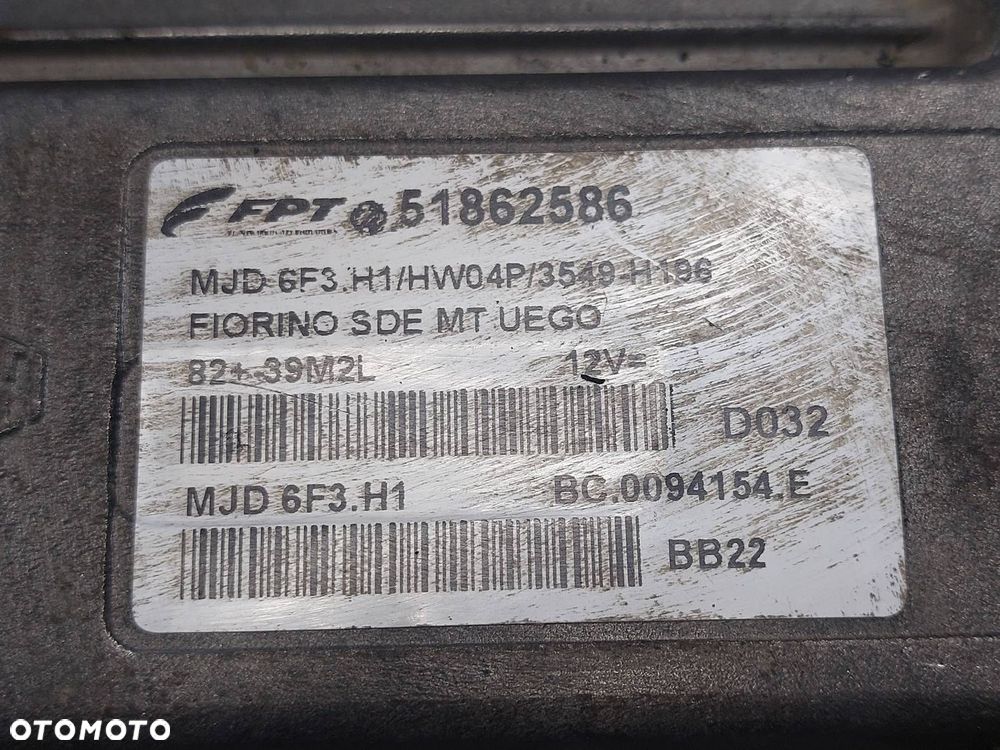 FPT 51862586
MJD 6F3.H1/HW04P/3549-H196
FIORINO SDE MT UEGO
82+.39M2L 12V=
D032
MJD 6F3.H1 BC.0094154.E
BB22
OTOMOTO